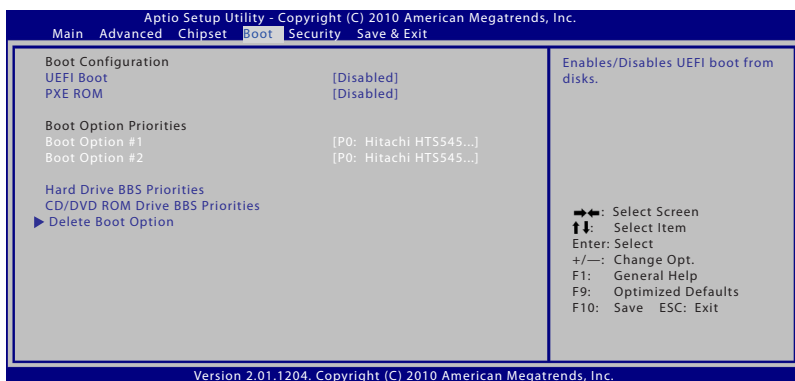 Aptio Setup Utility - Copyright (C) 2010 American Megatrends, Inc.
Main Advanced Chipset Boot Security Save & Exit
Boot Configuration
UEFI Boot [Disabled]
PXE ROM [Disabled]
Boot Option Priorities
Boot Option #1 [P0: Hitachi HTS545...]
Boot Option #2 [P0: Hitachi HTS545...]
Hard Drive BBS Priorities
CD/DVD ROM Drive BBS Priorities
Delete Boot Option
Enables/Disables UEFI boot from
disks.
→←: Select Screen
↑↓: Select Item
Enter: Select
+/—: Change Opt.
F1: General Help
F9: Optimized Defaults
F10: Save ESC: Exit
Version 2.01.1204. Copyright (C) 2010 American Megatrends, Inc.